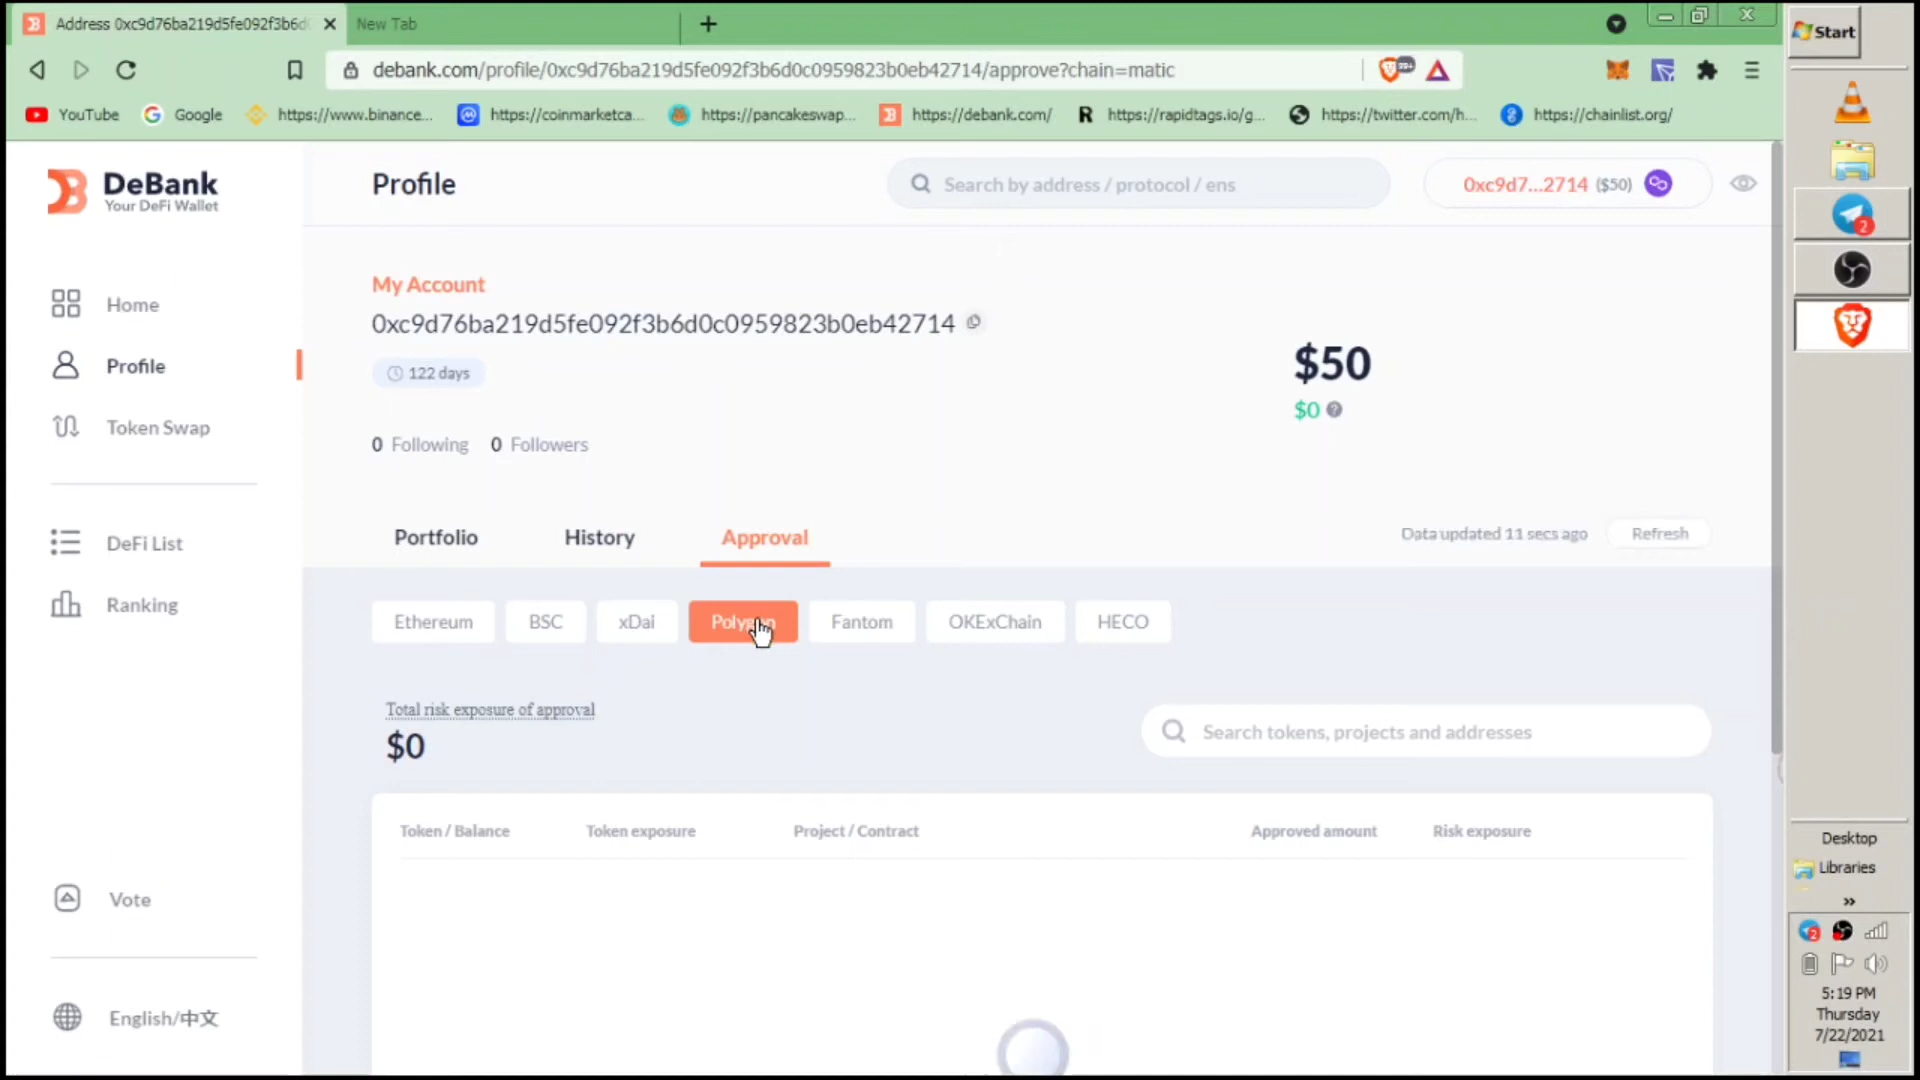 Address 0xc9d76ba219d5fe092f3b6d
New Tab
Start
debank.com/profile/0xc9d76ba219d5fe092f3b6d0c0959823b0eb42714/approve?chain=matic
99+
YouTube
Google
https://www.binance...
https://coinmarketca...
https://pancakeswap...
https://debank.com/
R
https://rapidtags.io/g...
https://twitter.com/h...
https://chainlist.org/
DeBank
Your DeFi Wallet
Profile
Search by address / protocol / ens
0xc9d7...2714 ($50)
2
Home
Profile
Token Swap
DeFi List
Ranking
Vote
English/中文
My Account
0xc9d76ba219d5fe092f3b6d0c0959823b0eb42714
122 days
$50
$0
0 Following
0 Followers
Portfolio
History
Approval
Data updated 11 secs ago
Refresh
Ethereum
BSC
xDai
Polygon
Fantom
OKExChain
HECO
Total risk exposure of approval
$0
Search tokens, projects and addresses
Token / Balance
Token exposure
Project / Contract
Approved amount
Risk exposure
Desktop
Libraries
»
2
5:19 PM
Thursday
7/22/2021